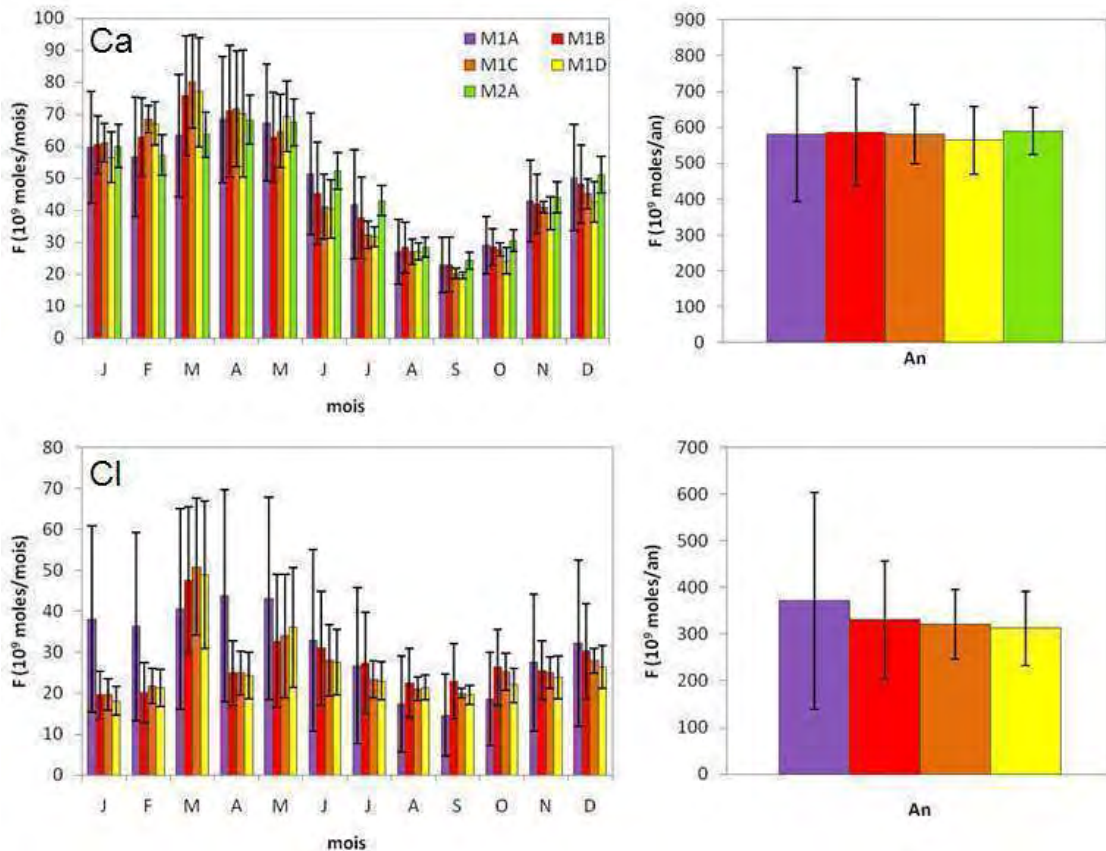 Ca
F (10⁹ moles/mois)
100
90
80
70
60
50
40
30
20
10
0
J F M A M J J A S O N D
mois
M1A M1B
M1C M1D
M2A
F (10⁹ moles/an)
900
800
700
600
500
400
300
200
100
0
An
Cl
F (10⁹ moles/mois)
80
70
60
50
40
30
20
10
0
J F M A M J J A S O N D
mois
F (10⁹ moles/an)
700
600
500
400
300
200
100
0
An